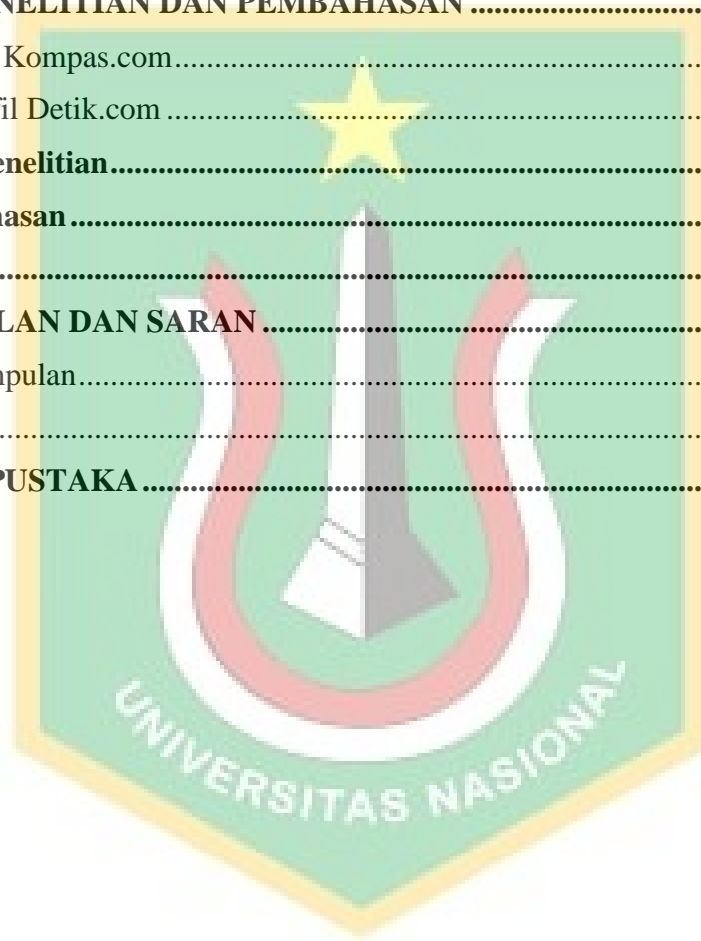 NELITIAN DAN PEMBAHASAN ........................
Kompas.com ........................
il Detik.com ........................
enelitian ........................
asan ........................
........................
LAN DAN SARAN ........................
pulan ........................
........................
PUSTAKA ........................
UNIVERSITAS NASIONAL